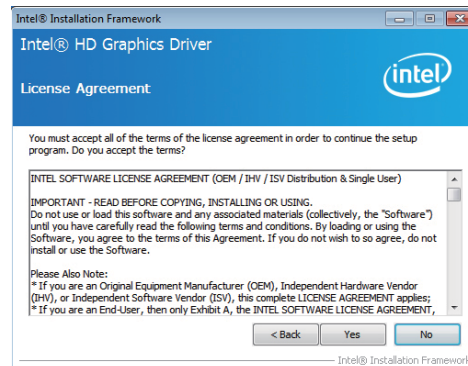 Intel® Installation Framework
Intel® HD Graphics Driver
intel
License Agreement
You must accept all of the terms of the license agreement in order to continue the setup
program. Do you accept the terms?
INTEL SOFTWARE LICENSE AGREEMENT (OEM / IHV / ISV Distribution & Single User)
IMPORTANT - READ BEFORE COPYING, INSTALLING OR USING.
Do not use or load this software and any associated materials (collectively, the "Software")
until you have carefully read the following terms and conditions. By loading or using the
Software, you agree to the terms of this Agreement. If you do not wish to so agree, do not
install or use the Software.
Please Also Note:
* If you are an Original Equipment Manufacturer (OEM), Independent Hardware Vendor
(IHV), or Independent Software Vendor (ISV), this complete LICENSE AGREEMENT applies;
* If you are an End-User, then only Exhibit A, the INTEL SOFTWARE LICENSE AGREEMENT,
< Back Yes No
Intel® Installation Framework